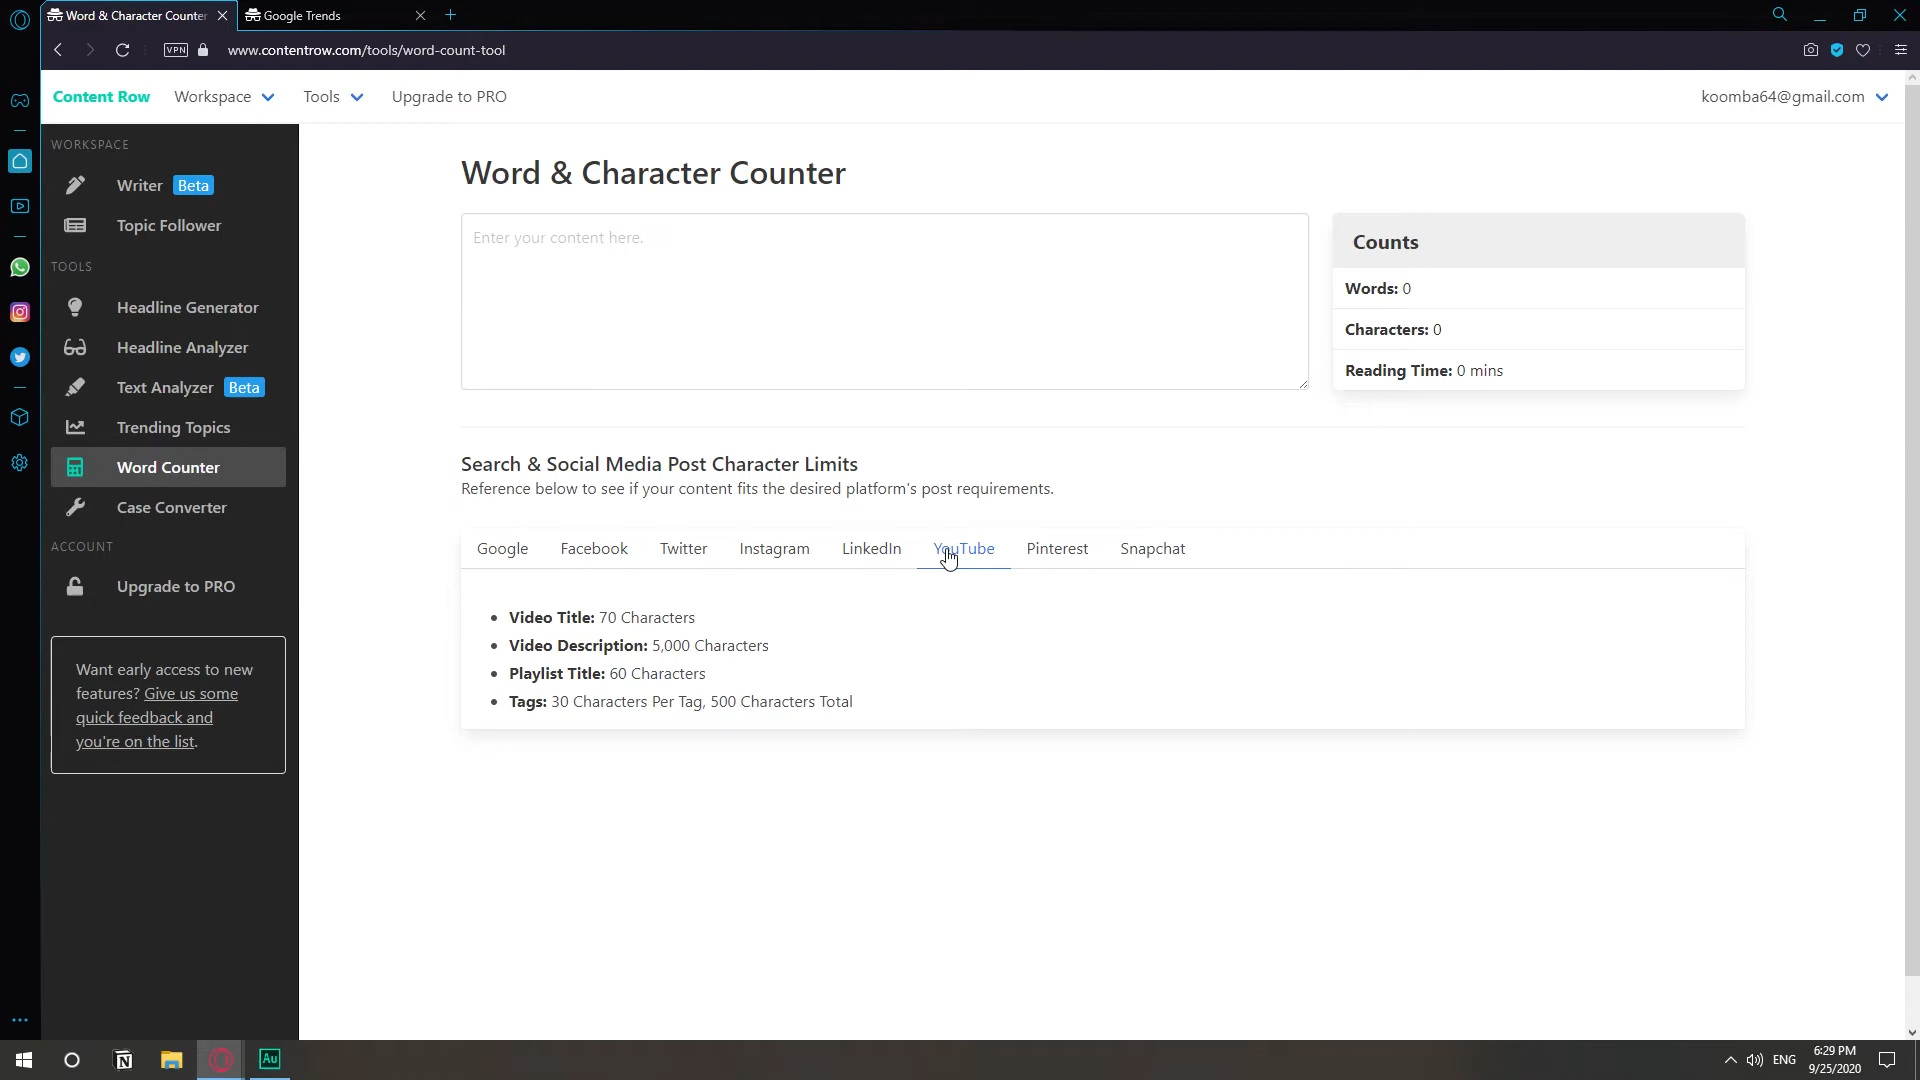 Word & Character Counter
Google Trends
VPN
www.contentrow.com/tools/word-count-tool
Content Row
Workspace
Tools
Upgrade to PRO
koomba64@gmail.com
WORKSPACE
Writer Beta
Topic Follower
TOOLS
Headline Generator
Headline Analyzer
Text Analyzer Beta
Trending Topics
Word Counter
Case Converter
ACCOUNT
Upgrade to PRO
Want early access to new
features? Give us some
quick feedback and
you're on the list.
Word & Character Counter
Enter your content here.
Counts
Words: 0
Characters: 0
Reading Time: 0 mins
Search & Social Media Post Character Limits
Reference below to see if your content fits the desired platform's post requirements.
Google Facebook Twitter Instagram LinkedIn YouTube Pinterest Snapchat
Video Title: 70 Characters
Video Description: 5,000 Characters
Playlist Title: 60 Characters
Tags: 30 Characters Per Tag, 500 Characters Total
N
Au
ENG
6:29 PM
9/25/2020